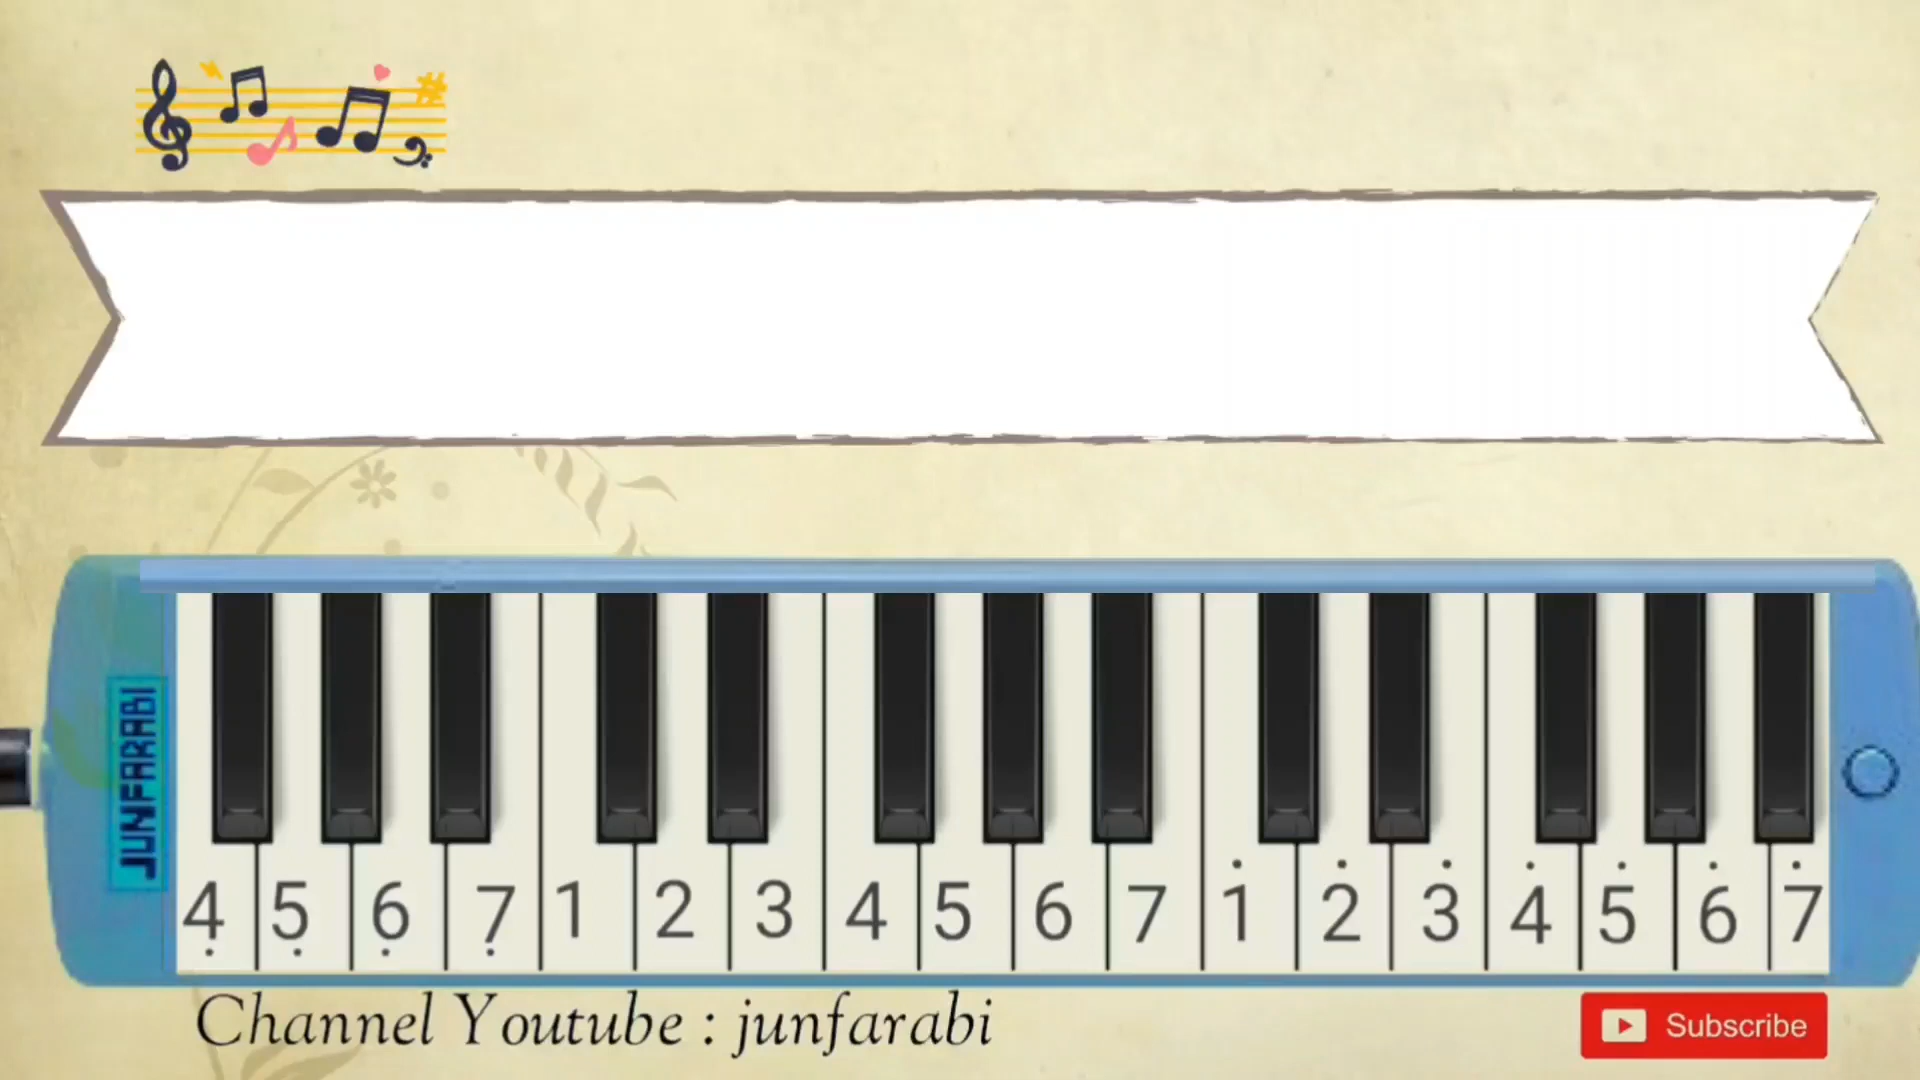 JUNFARABI
4̣ 5̣ 6̣ 7̣ 1 2 3 4 5 6 7 1̇ 2̇ 3̇ 4̇ 5̇ 6̇ 7̇
Channel Youtube : junfarabi
Subscribe